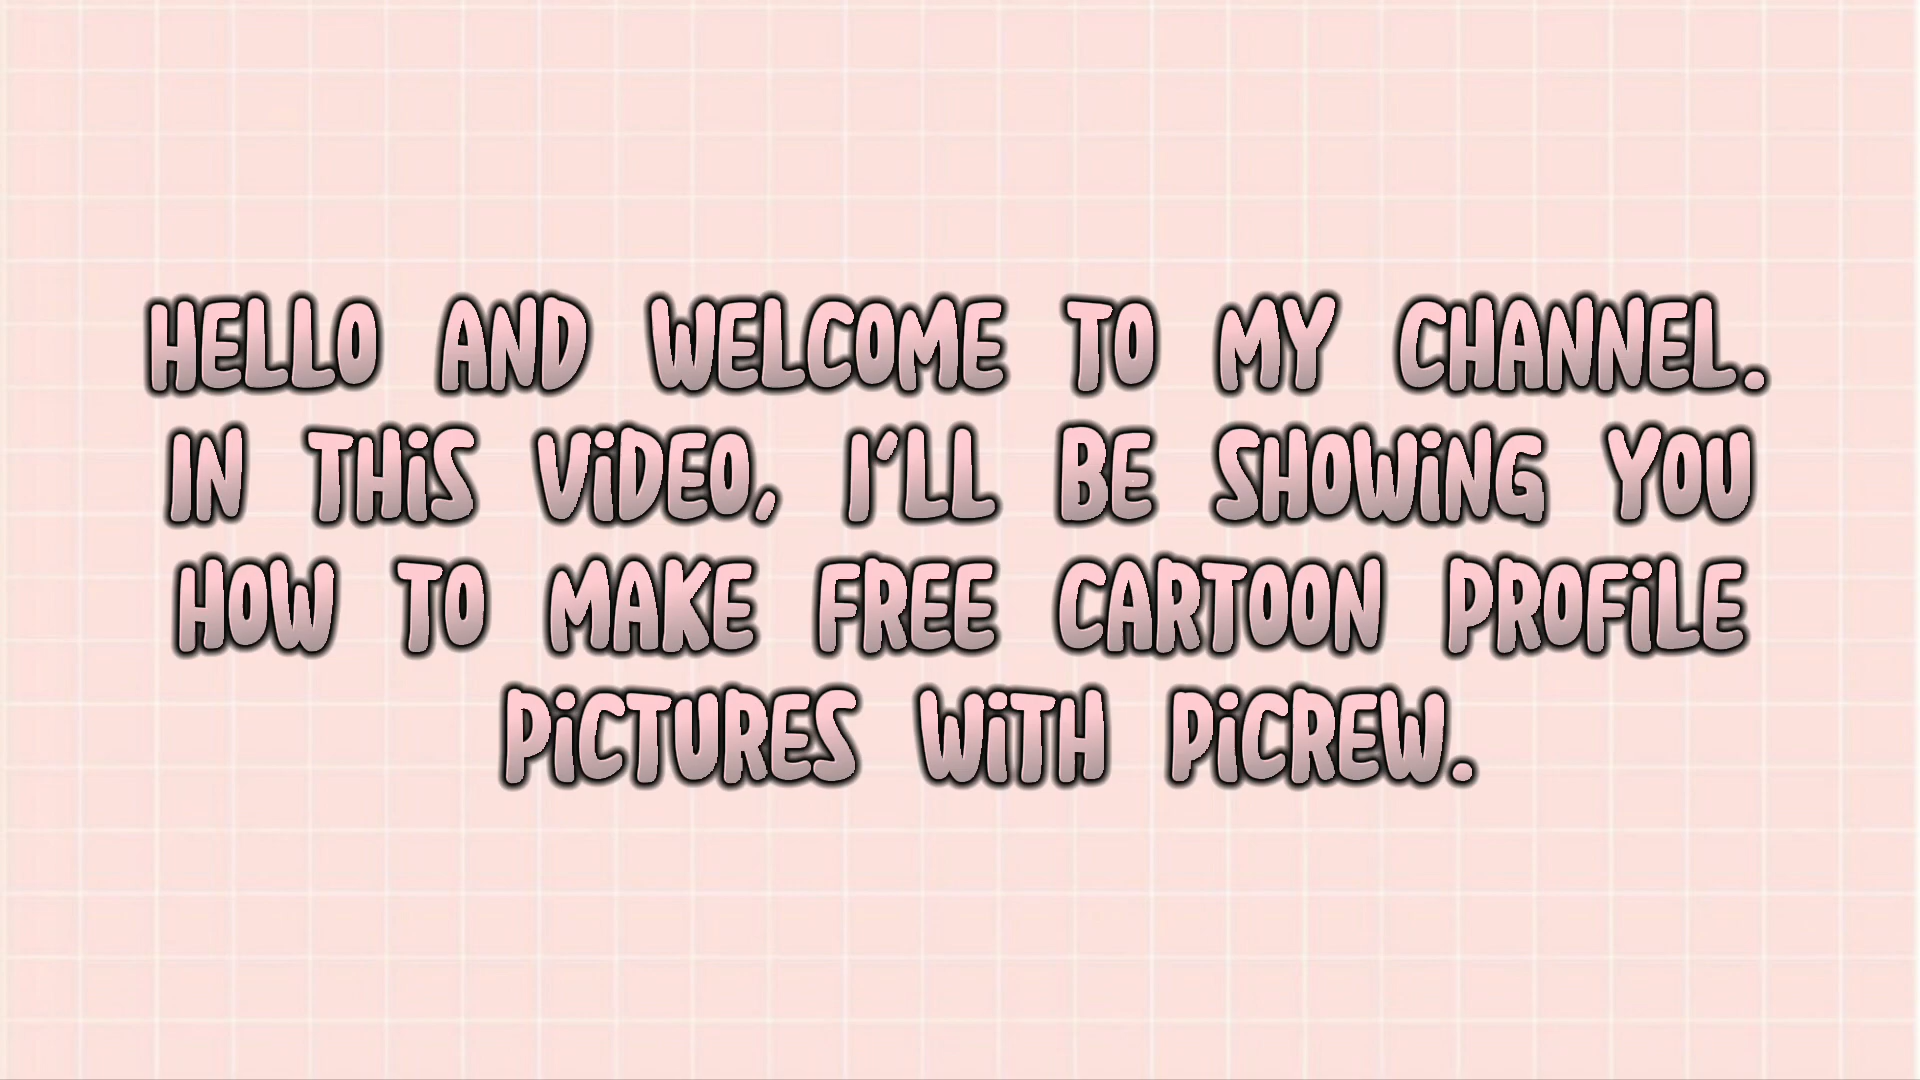 HELLO AND WELCOME TO MY CHANNEL.
IN THiS ViDEO, I'LL BE SHOWiNG YOU
HOW TO MAKE FREE CARTOON PROFiLE
PiCTURES WiTH PiCREW.